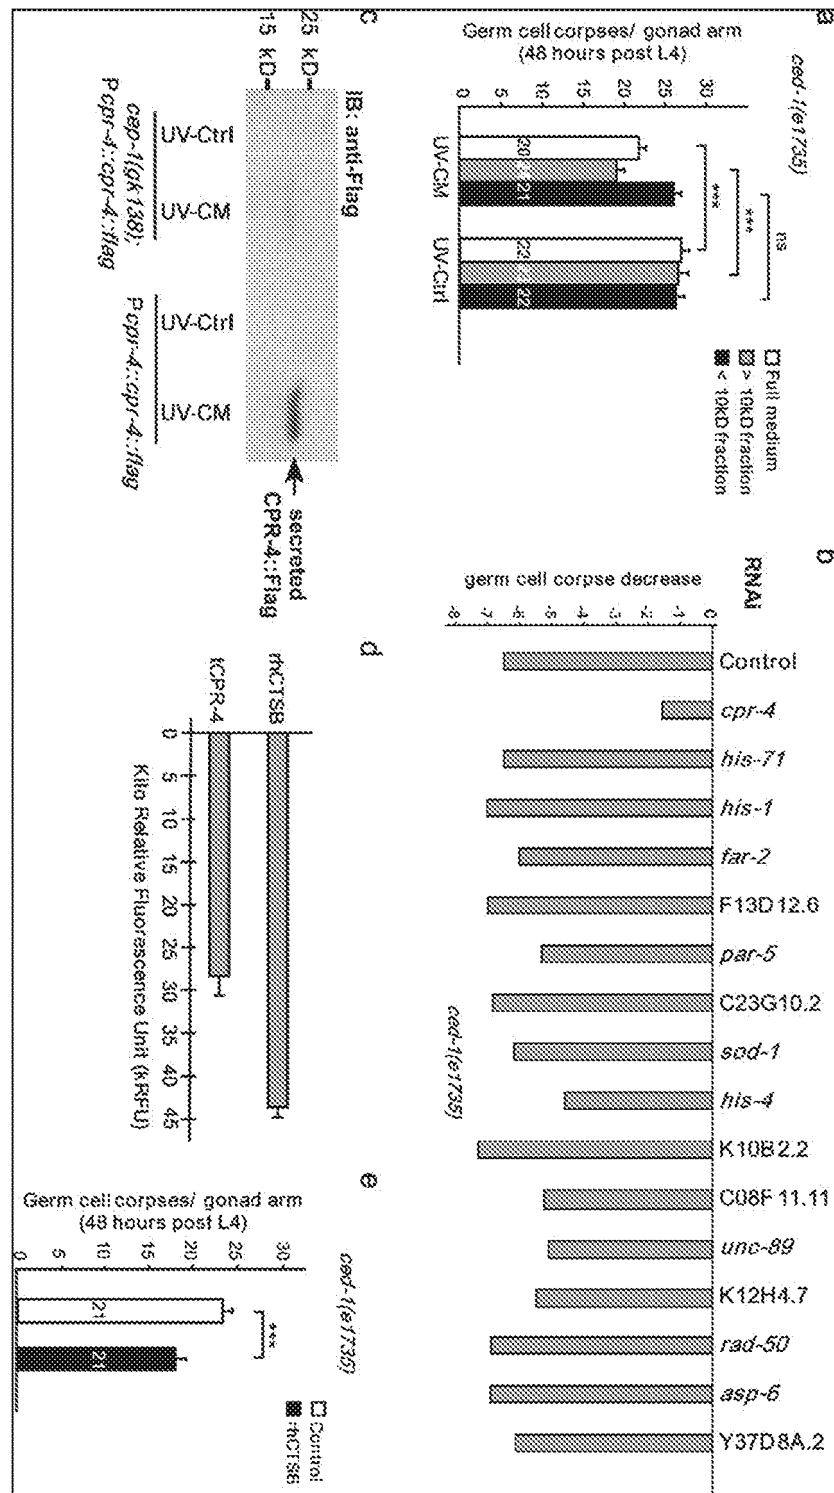 a
ced-1(e1735)
Germ cell corpses/ gonad arm
(48 hours post L4)
0 5 10 15 20 25 30
ns
***
***
20
21
22
22
UV-CM
UV-Ctrl
Full medium
> 10kD fraction
< 10kD fraction
b
RNAi
Control
cpr-4
his-71
his-1
far-2
F13D12.6
par-5
C23G10.2
sod-1
his-4
K10B2.2
C08F11.11
unc-89
K12H4.7
rad-50
asp-6
Y37D8A.2
germ cell corpse decrease
0 -1 -2 -3 -4 -5 -6 -7 -8
ced-1(e1735)
c
IB: anti-Flag
25 kD
15 kD
secreted
CPR-4::Flag
UV-Ctrl
UV-CM
UV-Ctrl
UV-CM
cep-1(gk138);
Pcpr-4::cpr-4::flag
Pcpr-4::cpr-4::flag
d
rhCTSB
tCPR-4
0 5 10 15 20 25 30 35 40 45
Kilo Relative Fluorescence Unit (kRFU)
e
ced-1(e1735)
Germ cell corpses/ gonad arm
(48 hours post L4)
0 5 10 15 20 25 30
***
21
21
Control
rhCTSB